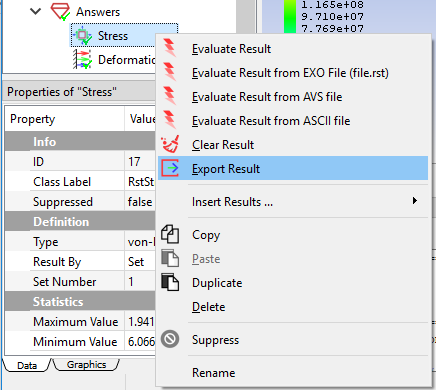 Answers
Stress
Deformatio
1.165e+08
9.710e+07
7.769e+07
Properties of "Stress"
Property Value
Info
ID 17
Class Label RstSt
Suppressed false
Definition
Type von-
Result By Set
Set Number 1
Statistics
Maximum Value 1.941
Minimum Value 6.066
Data Graphics
Evaluate Result
Evaluate Result from EXO File (file.rst)
Evaluate Result from AVS file
Evaluate Result from ASCII file
Clear Result
Export Result
Insert Results ...
Copy
Paste
Duplicate
Delete
Suppress
Rename